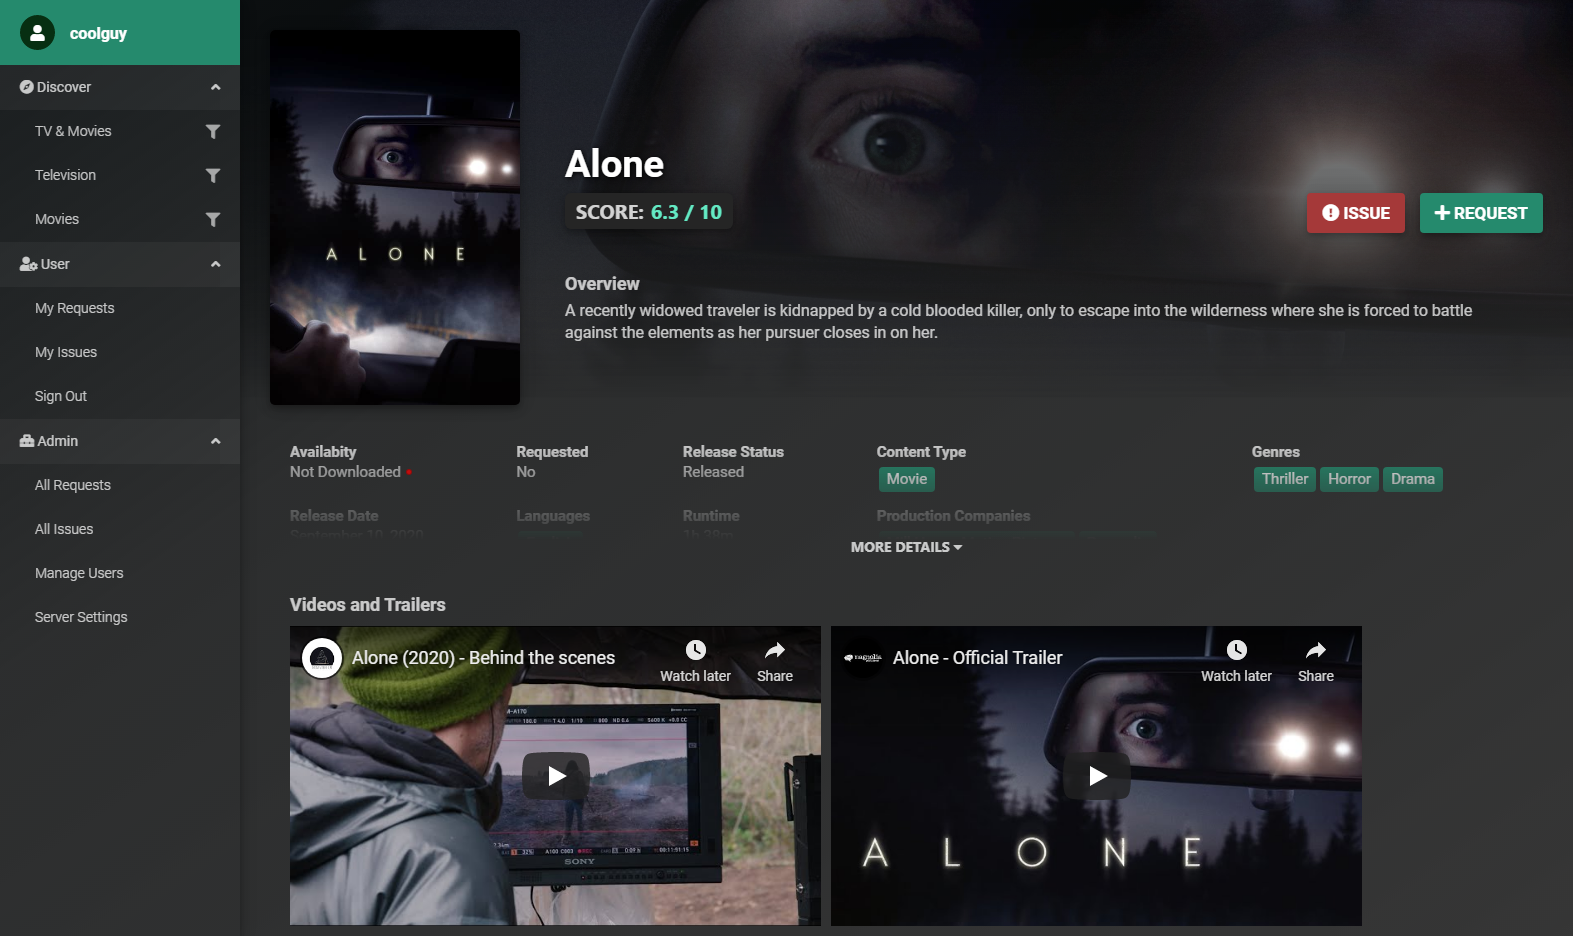 coolguy
Discover
TV & Movies
Television
Movies
User
My Requests
My Issues
Sign Out
Admin
All Requests
All Issues
Manage Users
Server Settings
A L O N E
Alone
SCORE: 6.3 / 10
ISSUE
REQUEST
Overview
A recently widowed traveler is kidnapped by a cold blooded killer, only to escape into the wilderness where she is forced to battle
against the elements as her pursuer closes in on her.
Availabity
Not Downloaded
Requested
No
Release Status
Released
Content Type
Movie
Genres
Thriller Horror Drama
Release Date
Languages
Runtime
Production Companies
September 19, 2020
MORE DETAILS
Videos and Trailers
Alone (2020) - Behind the scenes
Watch later
Share
SONY
magnolia
Alone - Official Trailer
Watch later
Share
A L O N E